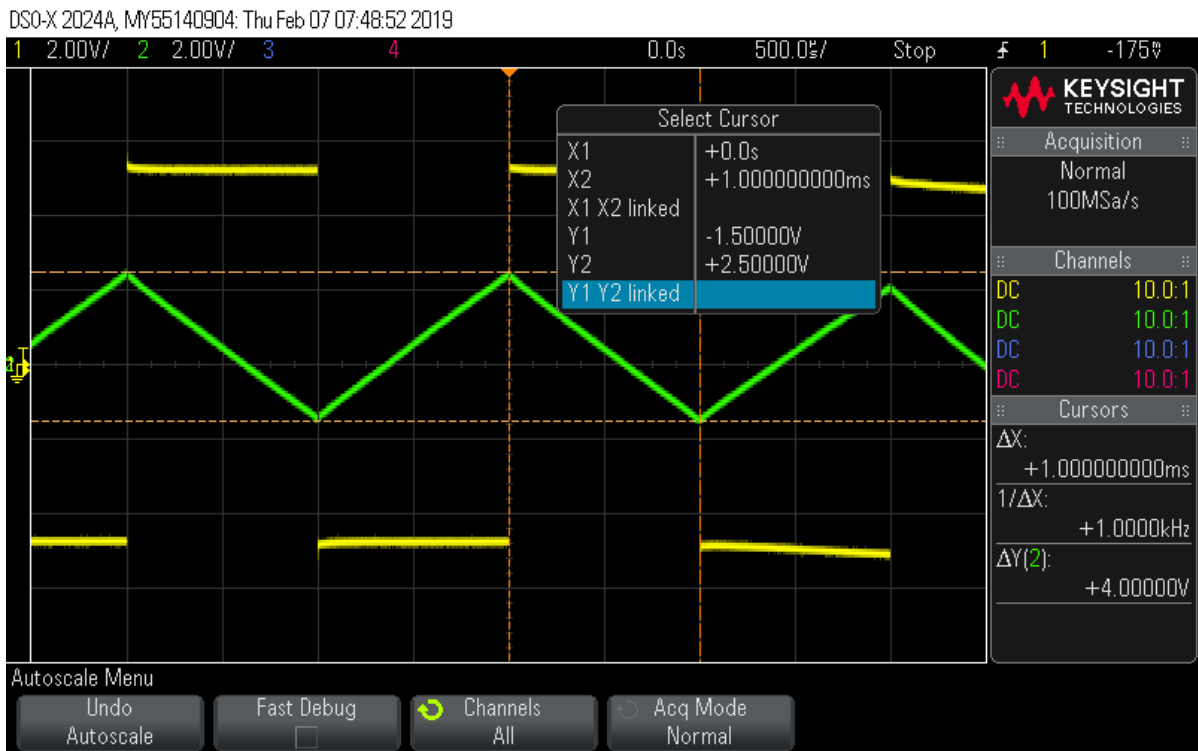 DSO-X 2024A, MY55140904: Thu Feb 07 07:48:52 2019
1 2.00V/ 2 2.00V/ 3 4 0.0s 500.0µs/ Stop 1 -175mV
KEYSIGHT
TECHNOLOGIES
Select Cursor
X1 +0.0s
X2 +1.000000000ms
X1 X2 linked
Y1 -1.50000V
Y2 +2.50000V
Y1 Y2 linked
Acquisition
Normal
100MSa/s
Channels
DC 10.0:1
DC 10.0:1
DC 10.0:1
DC 10.0:1
Cursors
ΔX:
+1.000000000ms
1/ΔX:
+1.0000kHz
ΔY(2):
+4.00000V
Autoscale Menu
Undo
Autoscale
Fast Debug
Channels
All
Acq Mode
Normal